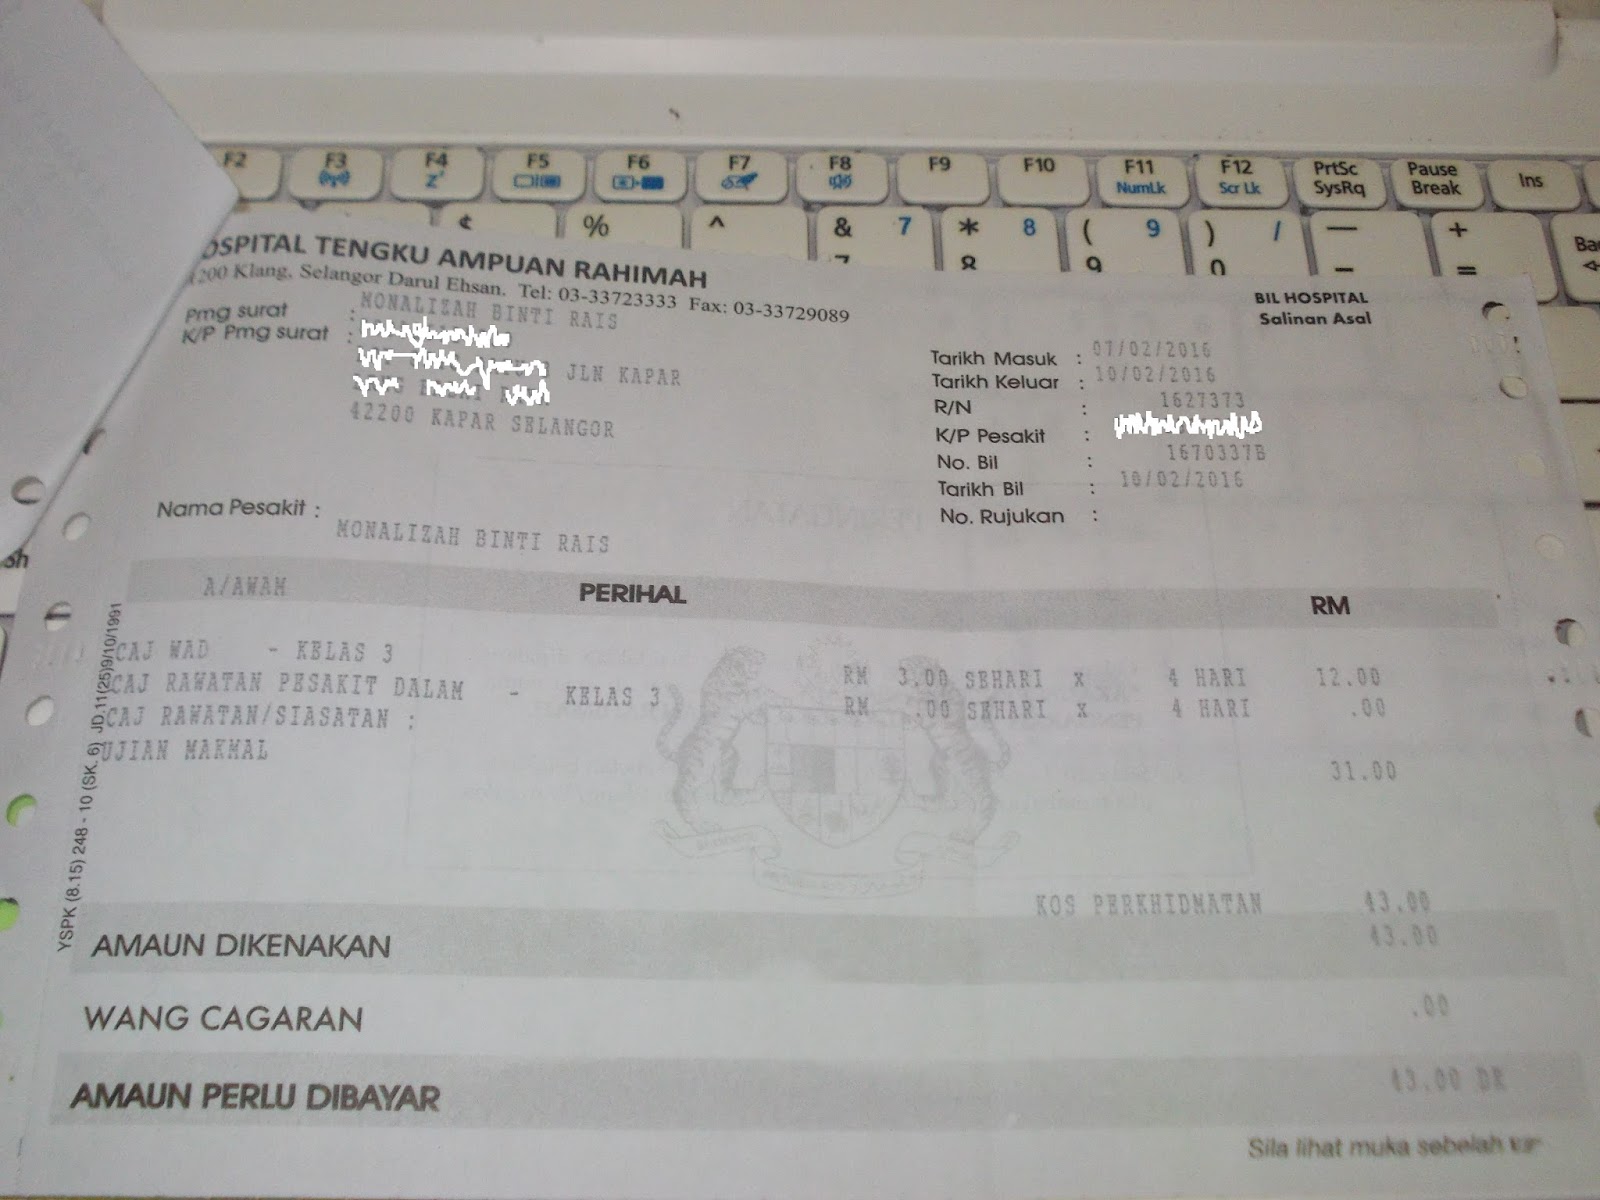 F2 F3 F4 F5 F6 F7 F8 F9 F10 F11 F12 PrtSc Pause Ins
NumLk Scr Lk SysRq Break
% ^ & 7 * 8 ( 9 ) / — +
8 9 0 - =
OSPITAL TENGKU AMPUAN RAHIMAH
200 Klang, Selangor Darul Ehsan. Tel: 03-33723333 Fax: 03-33729089
BIL HOSPITAL
Salinan Asal
Pmg surat : MONALIZAH BINTI RAIS
K/P Pmg surat :
JLN KAPAR
42200 KAPAR SELANGOR
Tarikh Masuk : 07/02/2016
Tarikh Keluar : 10/02/2016
R/N : 1627373
K/P Pesakit :
No. Bil : 1670337B
Tarikh Bil : 10/02/2016
No. Rujukan :
Nama Pesakit :
MONALIZAH BINTI RAIS
A/AWAM PERIHAL RM
CAJ WAD - KELAS 3 RM 3.00 SEHARI x 4 HARI 12.00
CAJ RAWATAN PESAKIT DALAM - KELAS 3 RM .00 SEHARI x 4 HARI .00
CAJ RAWATAN/SIASATAN :
UJIAN MAKMAL 31.00
KOS PERKHIDMATAN 43.00
AMAUN DIKENAKAN 43.00
WANG CAGARAN .00
AMAUN PERLU DIBAYAR 43.00 DR
Sila lihat muka sebelah
YSPK (8.15) 248 - 10 (SK. 6) JD.11(25)9/10/1991